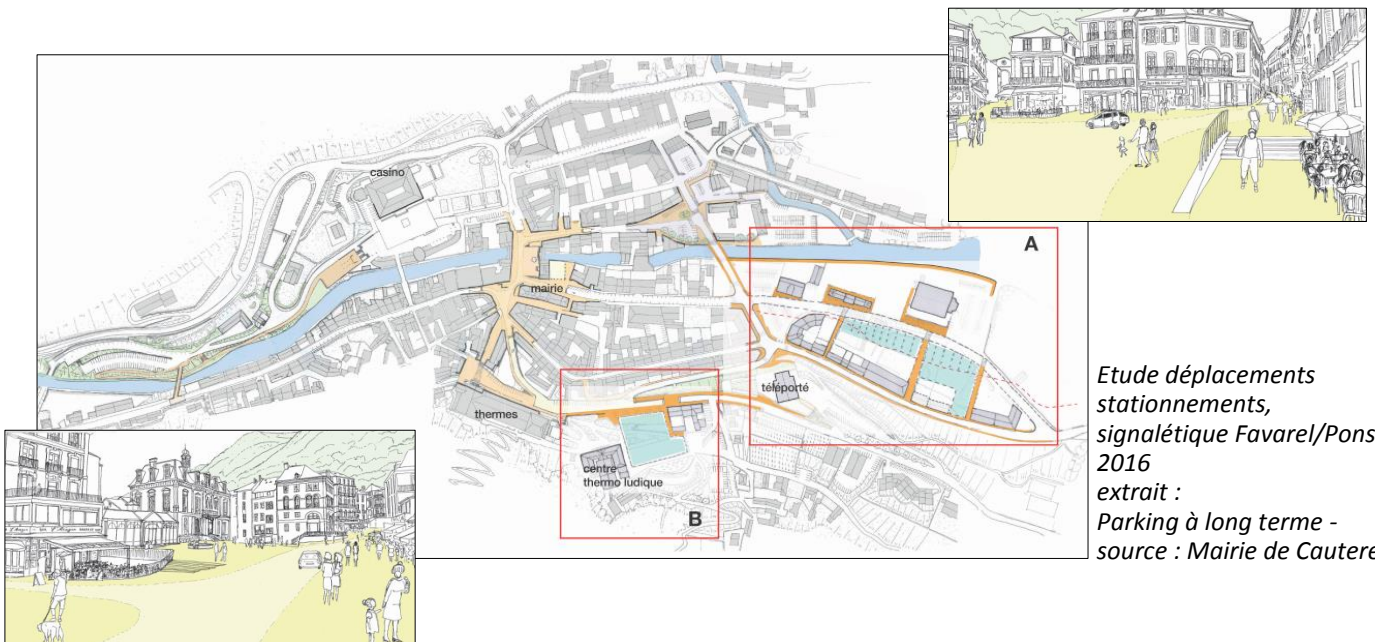 casino
A
mairie
téléporté
thermes
centre
thermo ludique
B
Etude déplacements
stationnements,
signalétique Favarel/Pons
2016
extrait :
Parking à long terme -
source : Mairie de Cautere